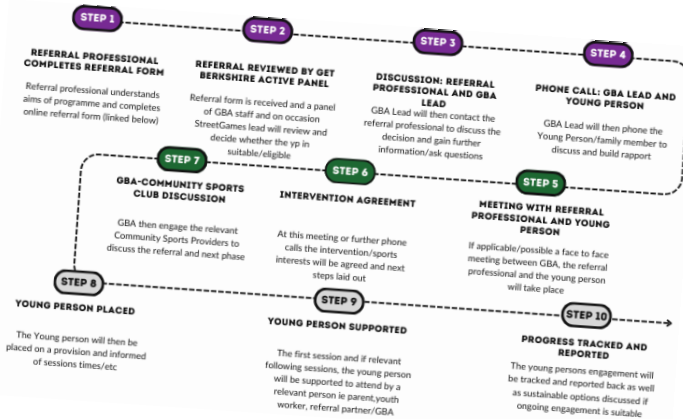 STEP 1
REFERRAL PROFESSIONAL
COMPLETES REFERRAL FORM
Referral professional understands
aims of programme and completes
online referral form (linked below)
STEP 2
REFERRAL REVIEWED BY GET
BERKSHIRE ACTIVE PANEL
Referral form is received and a panel
of GBA staff and on occasion
StreetGames lead will review and
decide whether the yp in
suitable/eligible
STEP 3
DISCUSSION: REFERRAL
PROFESSIONAL AND GBA
LEAD
GBA Lead will then contact the
referral professional to discuss the
decision and gain further
information/ask questions
STEP 4
PHONE CALL: GBA LEAD AND
YOUNG PERSON
GBA Lead will then phone the
Young Person/family member to
discuss and build rapport
STEP 5
MEETING WITH REFERRAL
PROFESSIONAL AND YOUNG
PERSON
If applicable/possible a face to face
meeting between GBA, the referral
professional and the young person
will take place
STEP 6
INTERVENTION AGREEMENT
At this meeting or further phone
calls the intervention/sports
interests will be agreed and next
steps laid out
STEP 7
GBA-COMMUNITY SPORTS
CLUB DISCUSSION
GBA then engage the relevant
Community Sports Providers to
discuss the referral and next phase
STEP 8
YOUNG PERSON PLACED
The Young person will then be
placed on a provision and informed
of sessions times/etc
STEP 9
YOUNG PERSON SUPPORTED
The first session and if relevant
following sessions, the young person
will be supported to attend by a
relevant person ie parent,youth
worker, referral partner/GBA
STEP 10
PROGRESS TRACKED AND
REPORTED
The young persons engagement will
be tracked and reported back as well
as sustainable options discussed if
ongoing engagement is suitable